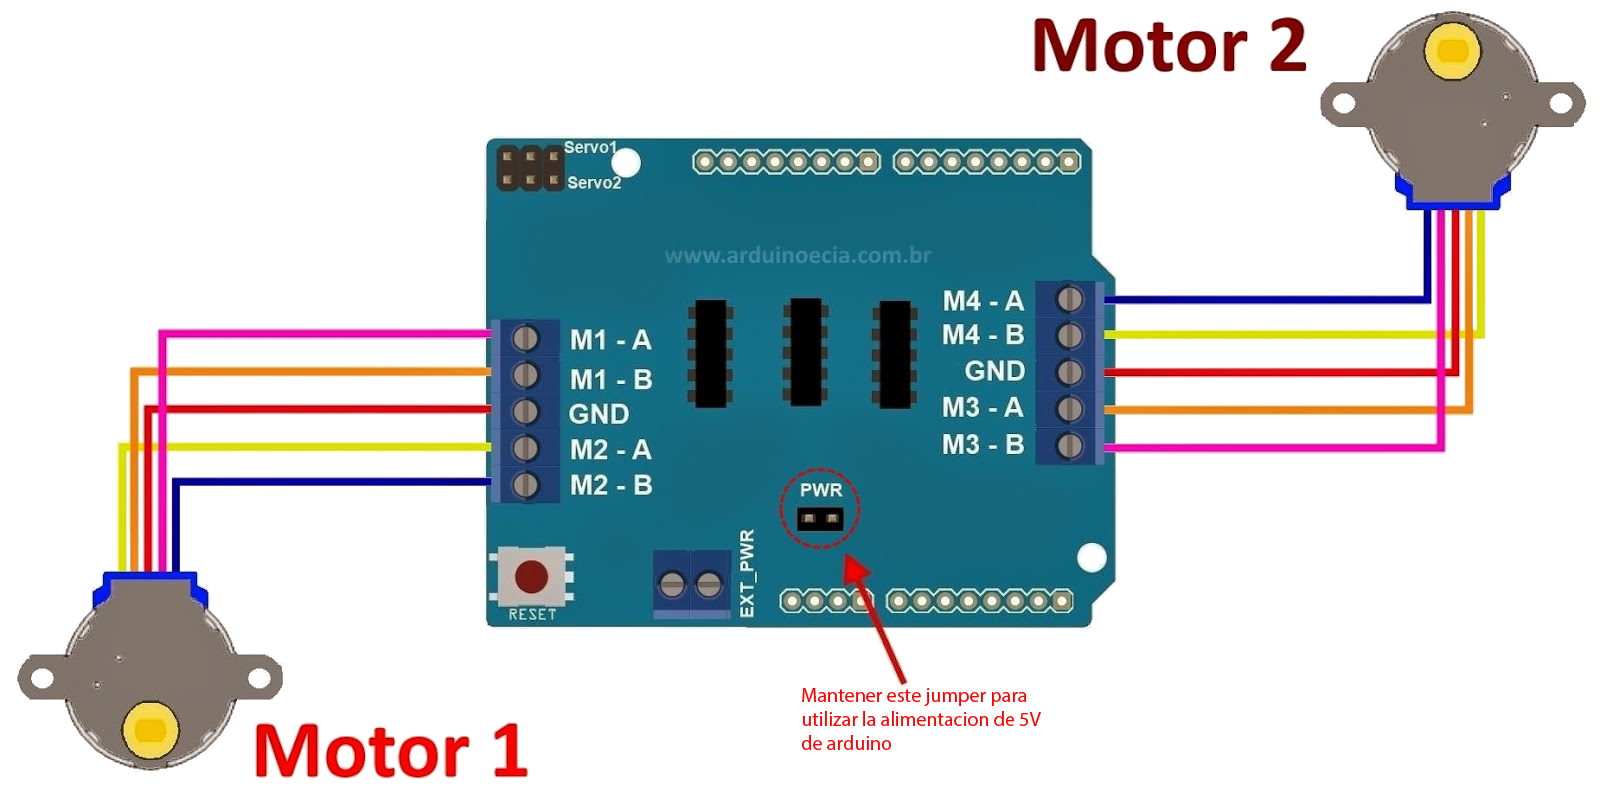 Motor 2
Servo1
Servo2
www.arduinoecia.com.br
M1 - A
M1 - B
GND
M2 - A
M2 - B
M4 - A
M4 - B
GND
M3 - A
M3 - B
PWR
EXT_PWR
RESET
Mantener este jumper para
utilizar la alimentacion de 5V
de arduino
Motor 1